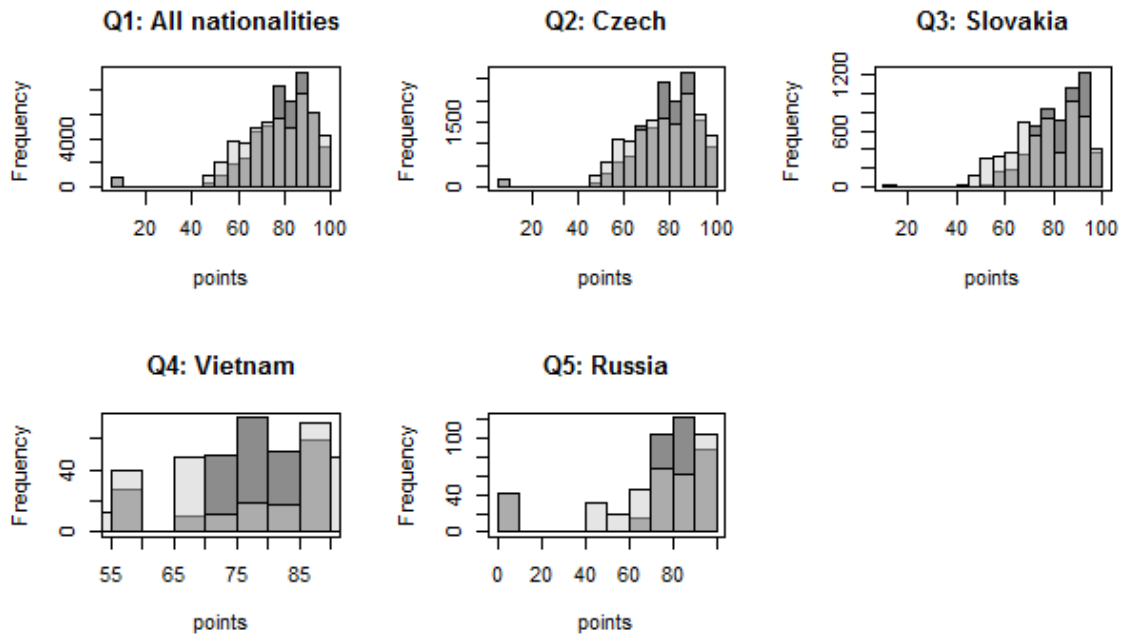 Q1: All nationalities
Frequency
0 4000
20 40 60 80 100
points
Q2: Czech
Frequency
0 1500
20 40 60 80 100
points
Q3: Slovakia
Frequency
0 600 1200
20 40 60 80 100
points
Q4: Vietnam
Frequency
0 40
55 65 75 85
points
Q5: Russia
Frequency
0 40 100
0 20 40 60 80
points